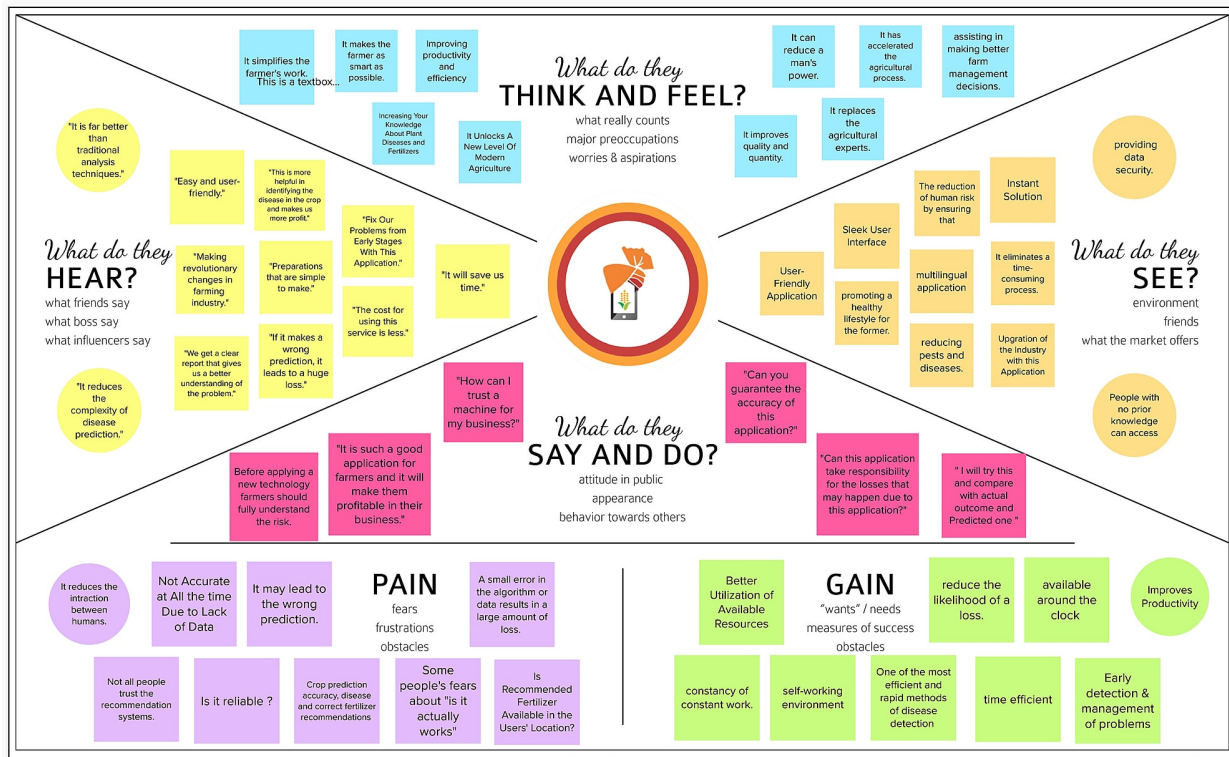 What do they
THINK AND FEEL?
what really counts
major preoccupations
worries & aspirations
It simplifies the
farmer's work.
This is a textbox...
It makes the
farmer as
smart as
possible.
Improving
productivity
and
efficiency
Increasing Your
Knowledge
About Plant
Diseases and
Fertilizers
It Unlocks A
New Level Of
Modern
Agriculture
It can
reduce a
man's
power.
It has
accelerated
the
agricultural
process.
assisting in
making better
farm
management
decisions.
It improves
quality and
quantity.
It replaces
the
agricultural
experts.
What do they
HEAR?
what friends say
what boss say
what influencers say
"It is far better
than
traditional
analysis
techniques."
"Easy and user-
friendly."
"This is more
helpful in
identifying the
disease in the crop
and makes us
more profit."
"Fix Our
Problems from
Early Stages
With This
Application."
"Making
revolutionary
changes in
farming
industry."
"Preparations
that are simple
to make."
"It will save us
time."
"The cost for
using this
service is less."
"We get a clear
report that gives
us a better
understanding of
the problem."
"If it makes a
wrong
prediction, it
leads to a huge
loss."
"It reduces
the
complexity of
disease
prediction."
What do they
SEE?
environment
friends
what the market offers
providing
data
security.
The reduction
of human risk
by ensuring
that
Instant
Solution
Sleek User
Interface
User-
Friendly
Application
multilingual
application
It eliminates a
time-
consuming
process.
promoting a
healthy
lifestyle for
the former.
reducing
pests and
diseases.
Upgration of
the Industry
with this
Application
People with
no prior
knowledge
can access
What do they
SAY AND DO?
attitude in public
appearance
behavior towards others
"How can I
trust a
machine for
my business?"
"It is such a good
application for
farmers and it will
make them
profitable in their
business."
Before applying a
new technology
farmers should
fully understand
the risk.
"Can you
guarantee the
accuracy of
this
application?"
"Can this application
take responsibility
for the losses that
may happen due to
this application?"
" I will try this
and compare
with actual
outcome and
Predicted one "
PAIN
fears
frustrations
obstacles
It reduces the
intraction
between
humans.
Not Accurate
at All the time
Due to Lack
of Data
It may lead to
the wrong
prediction.
A small error in
the algorithm or
data results in a
large amount of
loss.
Not all people
trust the
recommendation
systems.
Is it reliable ?
Crop prediction
accuracy, disease
and correct fertilizer
recommendations
Some
people's fears
about "is it
actually
works"
Is
Recommended
Fertilizer
Available in the
Users' Location?
GAIN
"wants" / needs
measures of success
obstacles
Better
Utilization of
Available
Resources
reduce the
likelihood of a
loss.
available
around the
clock
Improves
Productivity
constancy of
constant work.
self-working
environment
One of the most
efficient and
rapid methods
of disease
detection
time efficient
Early
detection &
management
of problems